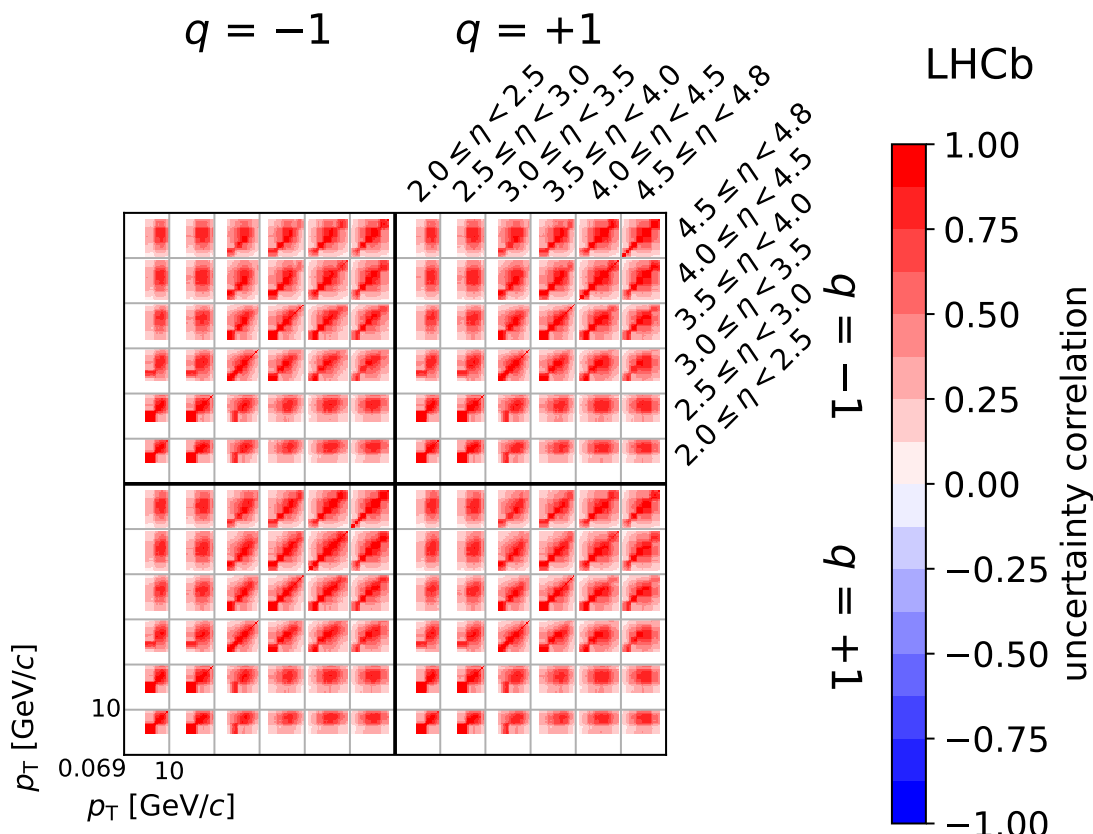 q = −1
q = +1
LHCb
2.0 ≤ η < 2.5
2.5 ≤ η < 3.0
3.0 ≤ η < 3.5
3.5 ≤ η < 4.0
4.0 ≤ η < 4.5
4.5 ≤ η < 4.8
4.5 ≤ η < 4.8
4.0 ≤ η < 4.5
3.5 ≤ η < 4.0
3.0 ≤ η < 3.5
2.5 ≤ η < 3.0
2.0 ≤ η < 2.5
q = −1
q = +1
1.00
0.75
0.50
0.25
0.00
−0.25
−0.50
−0.75
−1.00
uncertainty correlation
pT [GeV/c]
10
0.069
10
pT [GeV/c]